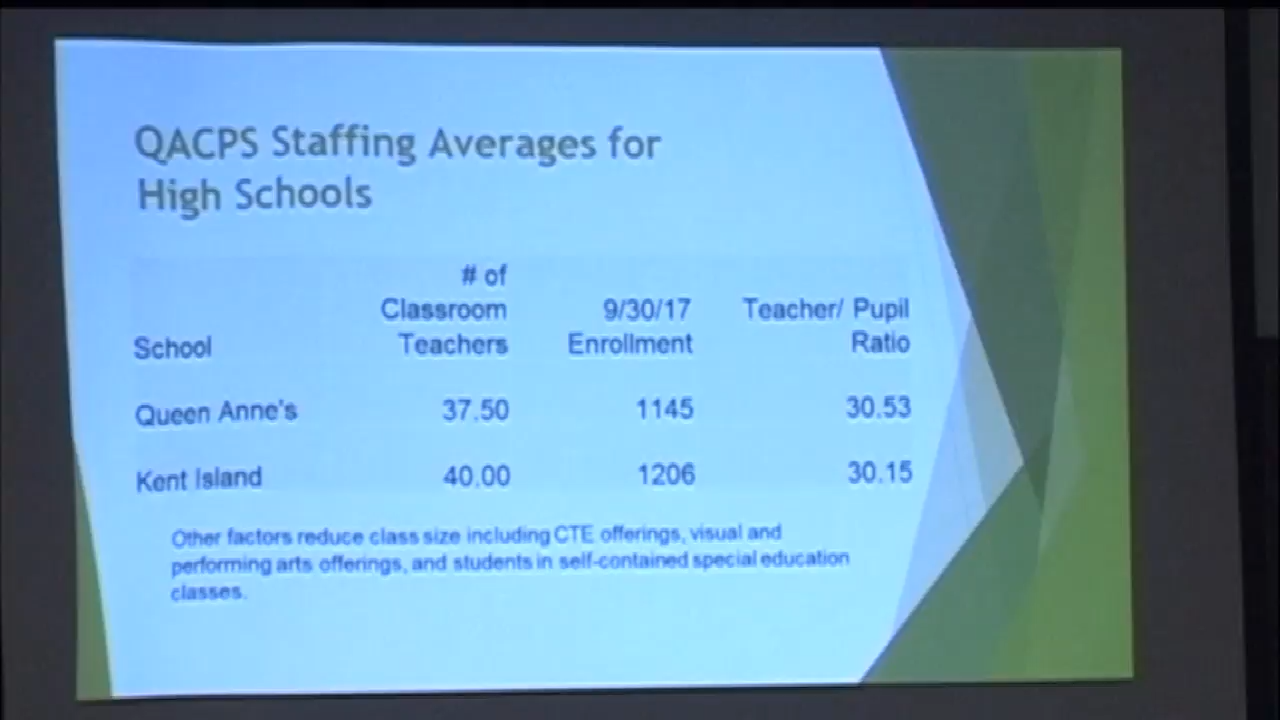 QACPS Staffing Averages for
High Schools
# of
Classroom 9/30/17 Teacher/ Pupil
School Teachers Enrollment Ratio
Queen Anne's 37.50 1145 30.53
Kent Island 40.00 1206 30.15
Other factors reduce class size including CTE offerings, visual and
performing arts offerings, and students in self-contained special education
classes.